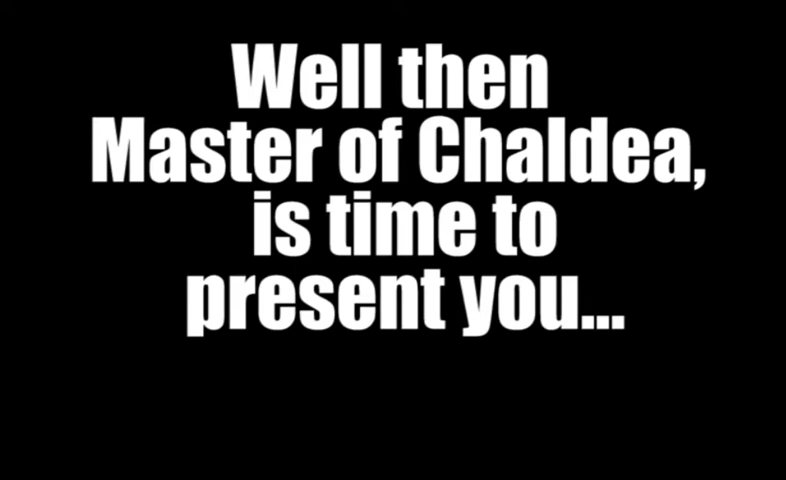 Well then
Master of Chaldea,
is time to
present you...